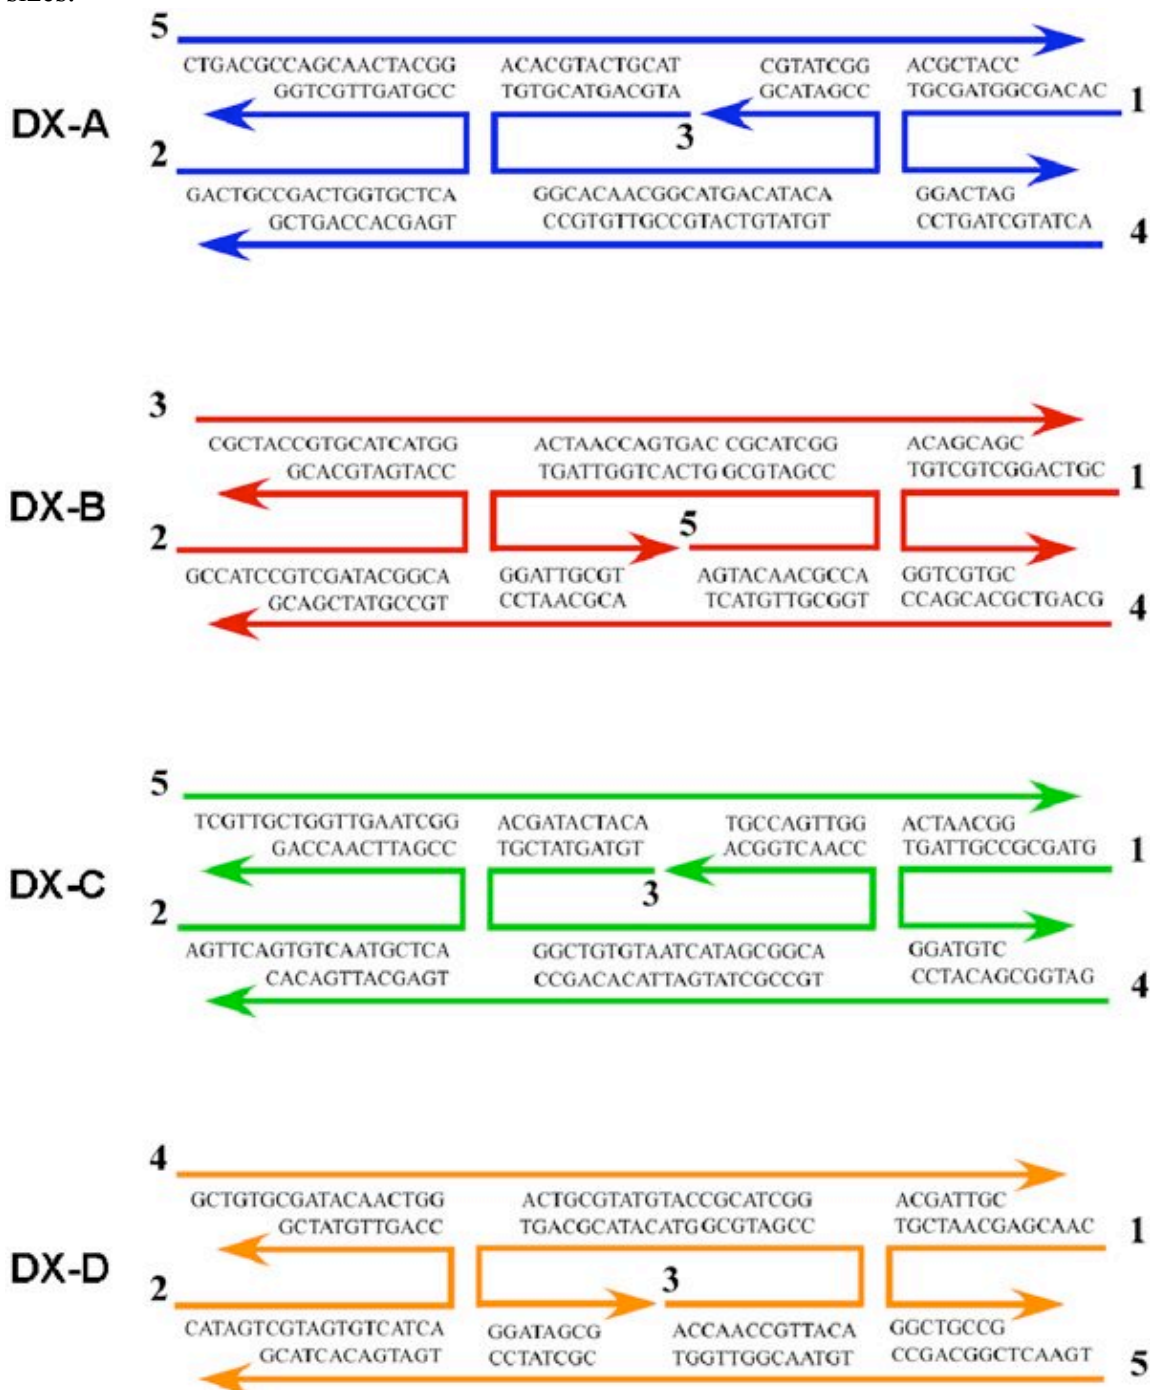 sizes.
5
CTGACGCCAGCAACTACGG ACACGTACTGCAT CGTATCGG ACGCTACC
GGTCGTTGATGCC TGTGCATGACGTA GCATAGCC TGCGATGGCGACAC 1
DX-A
3
2
GACTGCCGACTGGTGCTCA GGCACAACGGCATGACATACA GGACTAG
GCTGACCACGAGT CCGTGTTGCCGTACTGTATGT CCTGATCGTATCA 4
3
CGCTACCGTGCATCATGG ACTAACCAGTGAC CGCATCGG ACAGCAGC
GCACGTAGTACC TGATTGGTCACTG GCGTAGCC TGTCGTCGGACTGC 1
DX-B
5
2
GCCATCCGTCGATACGGCA GGATTGCGT AGTACAACGCCA GGTCGTGC
GCAGCTATGCCGT CCTAACGCA TCATGTTGCGGT CCAGCACGCTGACG 4
5
TCGTTGCTGGTTGAATCGG ACGATACTACA TGCCAGTTGG ACTAACGG
GACCAACTTAGCC TGCTATGATGT ACGGTCAACC TGATTGCCGCGATG 1
DX-C
3
2
AGTTCAGTGTCAATGCTCA GGCTGTGTAATCATAGCGGCA GGATGTC
CACAGTTACGAGT CCGACACATTAGTATCGCCGT CCTACAGCGGTAG 4
4
GCTGTGCGATACAACTGG ACTGCGTATGTACCGCATCGG ACGATTGC
GCTATGTTGACC TGACGCATACATGGCGTAGCC TGCTAACGAGCAAC 1
DX-D
3
2
CATAGTCGTAGTGTCATCA GGATAGCG ACCAACCGTTACA GGCTGCCG
GCATCACAGTAGT CCTATCGC TGGTTGGCAATGT CCGACGGCTCAAGT 5